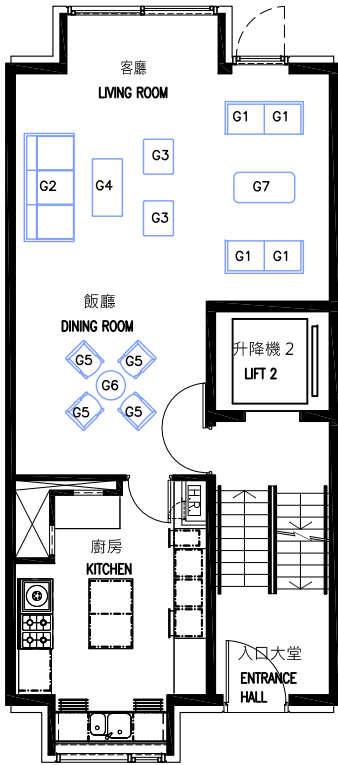 客廳
LIVING ROOM
G1 G1
G3
G2 G4 G7
G3
G1 G1
飯廳
DINING ROOM
升降機 2
LIFT 2
G5 G5
G6
G5 G5
H.R.
廚房
KITCHEN
入口大堂
ENTRANCE
HALL